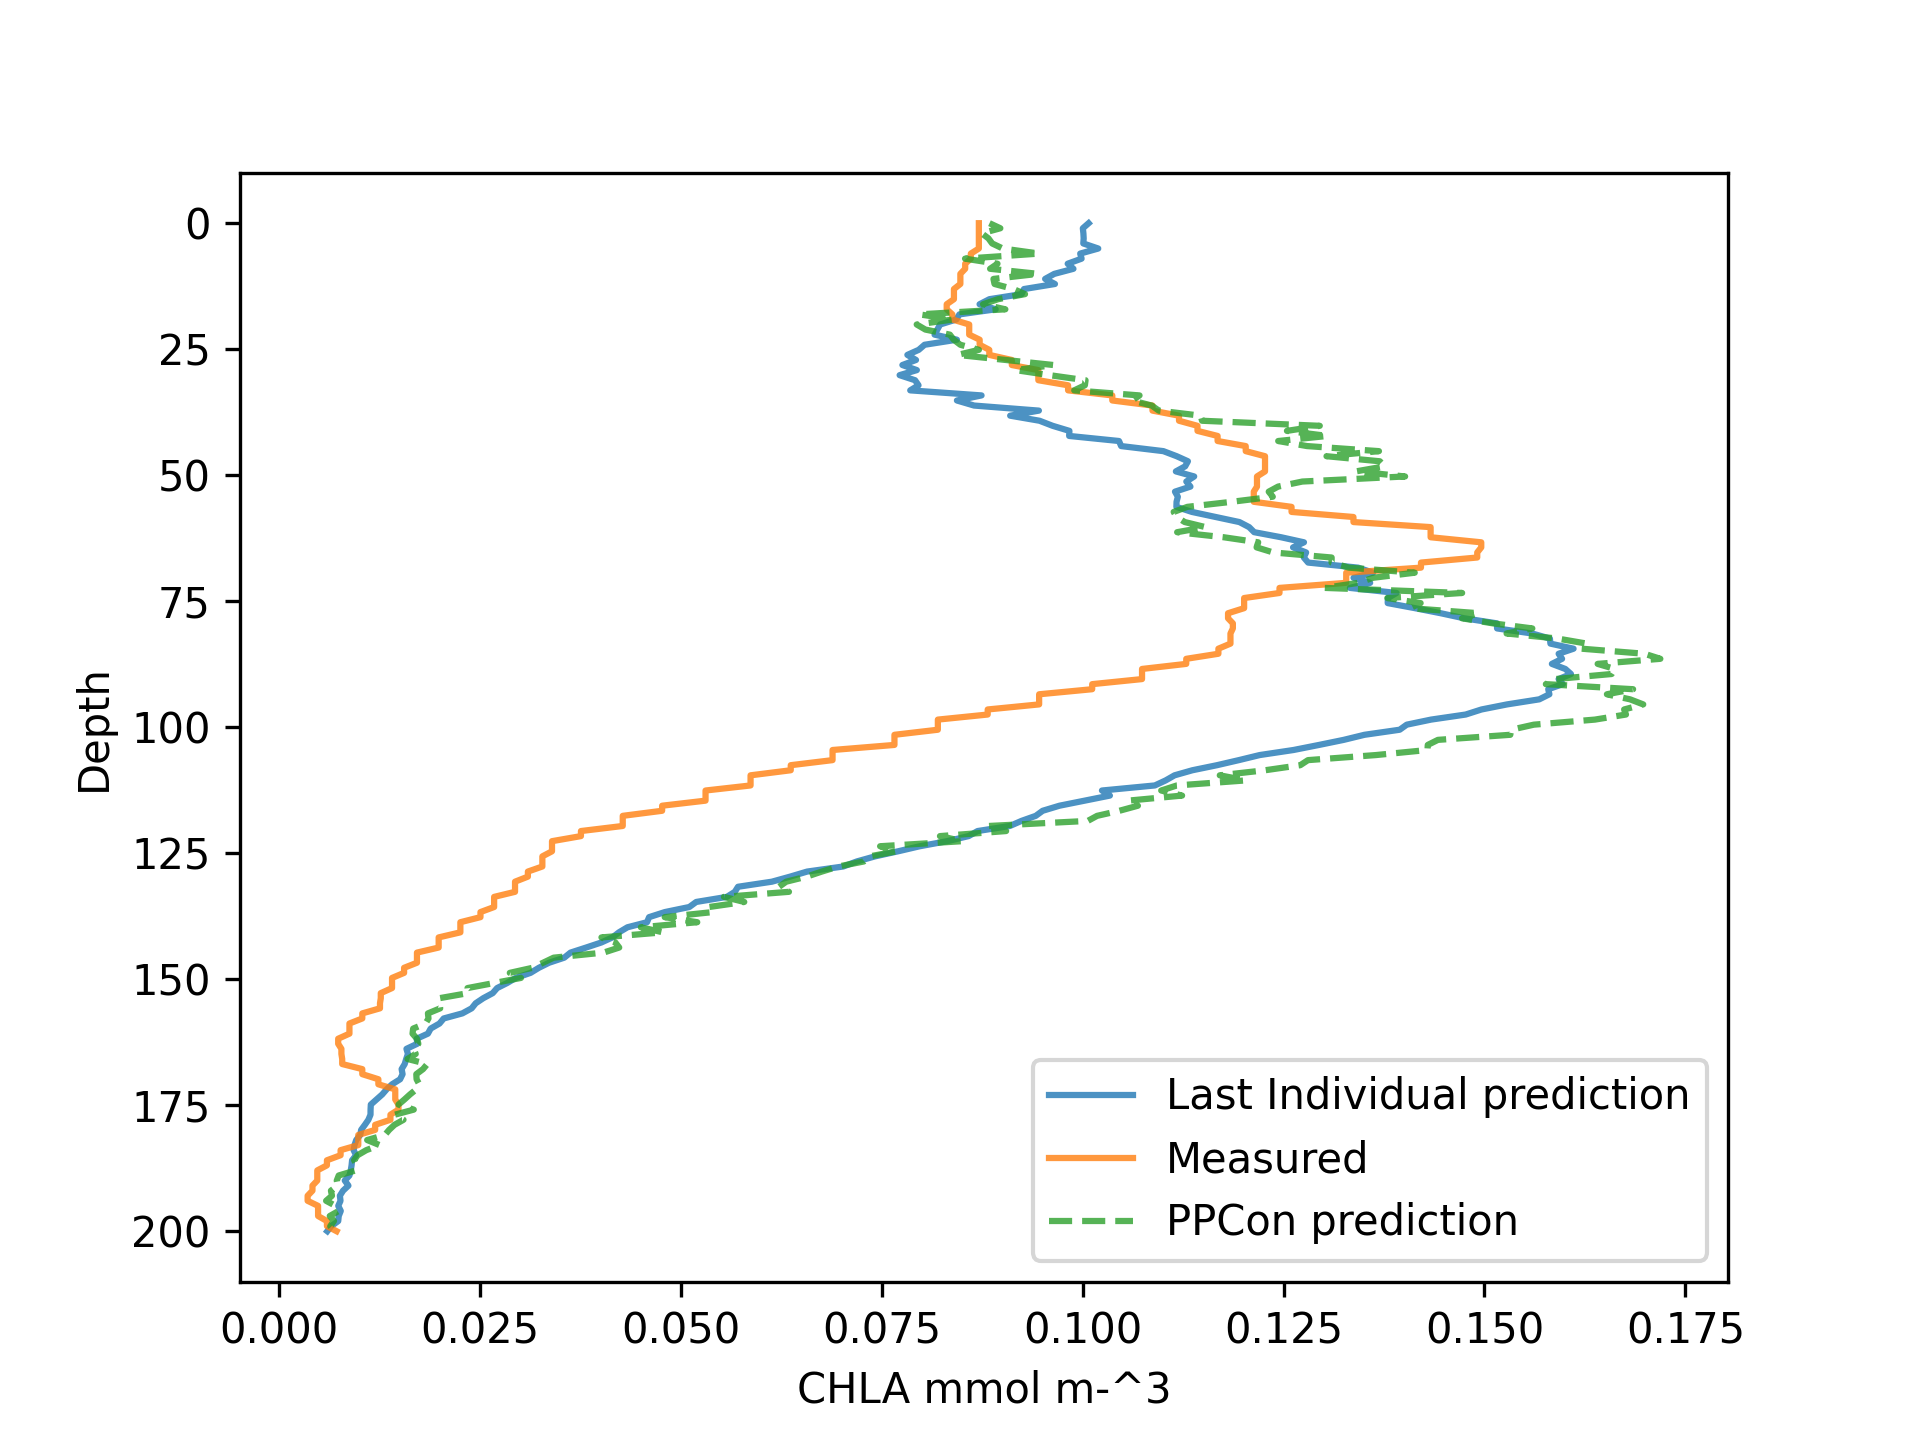 0
25
50
75
100
125
150
175
200
Depth
0.000 0.025 0.050 0.075 0.100 0.125 0.150 0.175
CHLA mmol m-^3
Last Individual prediction
Measured
PPCon prediction